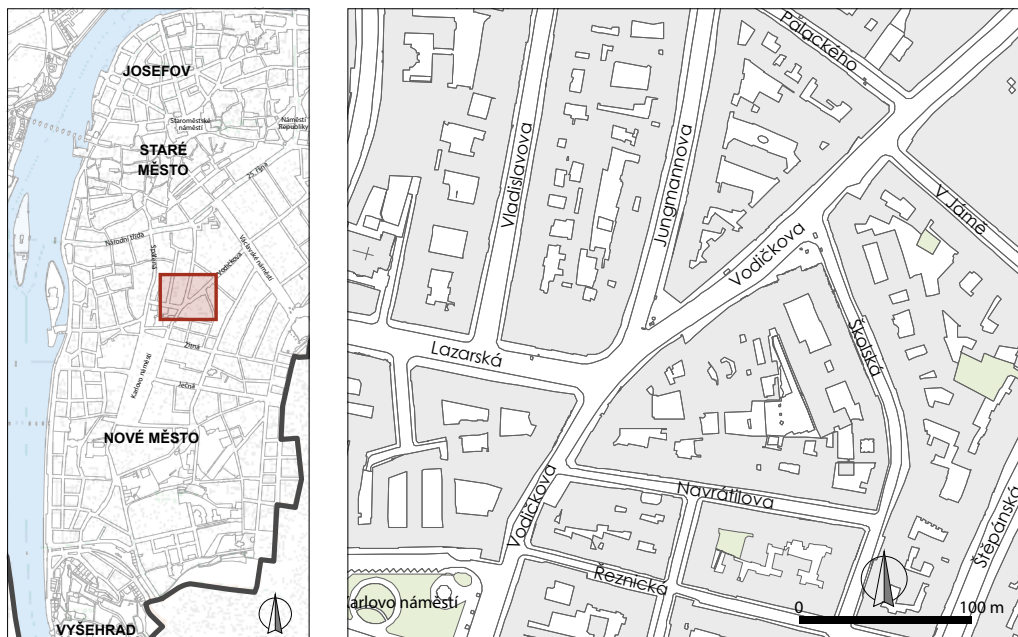 JOSEFOV
Staroměstské
náměstí
Náměstí
Republiky
STARÉ
MĚSTO
28. října
Národní třída
Spálená
Vodičkova
Václavské náměstí
Žitná
Karlovo náměstí
Ječná
NOVÉ MĚSTO
VYŠEHRAD
Palackého
Vladislavova
Jungmannova
V Jámě
Vodičkova
Lazarská
Školská
Vodičkova
Navrátilova
Štěpánská
Řeznická
Karlovo náměstí
0
100 m